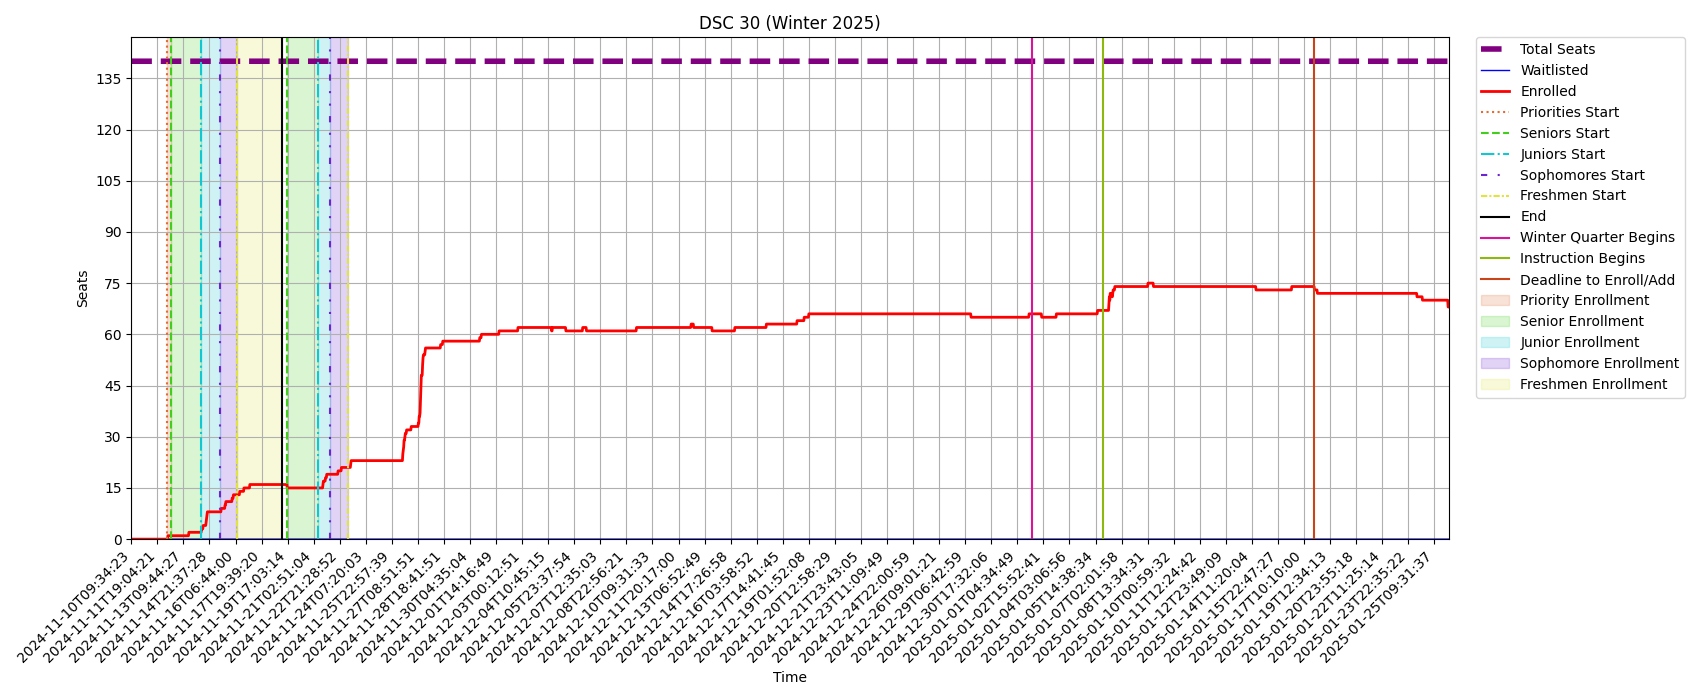 DSC 30 (Winter 2025)
Seats
135
120
105
90
75
60
45
30
15
0
2024-11-10T09:34:23
2024-11-11T19:04:21
2024-11-13T09:44:27
2024-11-14T21:37:28
2024-11-16T06:44:00
2024-11-17T19:39:20
2024-11-19T17:03:14
2024-11-21T02:51:04
2024-11-22T21:28:52
2024-11-24T07:20:03
2024-11-25T22:57:39
2024-11-27T08:51:51
2024-11-28T18:41:51
2024-11-30T04:35:04
2024-12-01T14:16:49
2024-12-03T00:12:51
2024-12-04T10:45:15
2024-12-05T23:37:54
2024-12-07T12:35:03
2024-12-08T22:56:21
2024-12-10T09:31:33
2024-12-11T20:17:00
2024-12-13T06:52:49
2024-12-14T17:26:58
2024-12-16T03:58:52
2024-12-17T14:41:45
2024-12-19T01:52:08
2024-12-20T12:58:29
2024-12-21T23:43:05
2024-12-23T11:09:49
2024-12-24T22:00:59
2024-12-26T09:01:21
2024-12-29T06:42:59
2024-12-30T17:32:06
2025-01-01T04:34:49
2025-01-02T15:52:41
2025-01-04T03:06:56
2025-01-05T14:38:34
2025-01-07T02:01:58
2025-01-08T13:34:31
2025-01-10T00:59:32
2025-01-11T12:24:42
2025-01-12T23:49:09
2025-01-14T11:20:04
2025-01-15T22:47:27
2025-01-17T10:10:00
2025-01-19T12:34:13
2025-01-20T23:55:18
2025-01-22T11:25:14
2025-01-23T22:35:22
2025-01-25T09:31:37
Time
Total Seats
Waitlisted
Enrolled
Priorities Start
Seniors Start
Juniors Start
Sophomores Start
Freshmen Start
End
Winter Quarter Begins
Instruction Begins
Deadline to Enroll/Add
Priority Enrollment
Senior Enrollment
Junior Enrollment
Sophomore Enrollment
Freshmen Enrollment